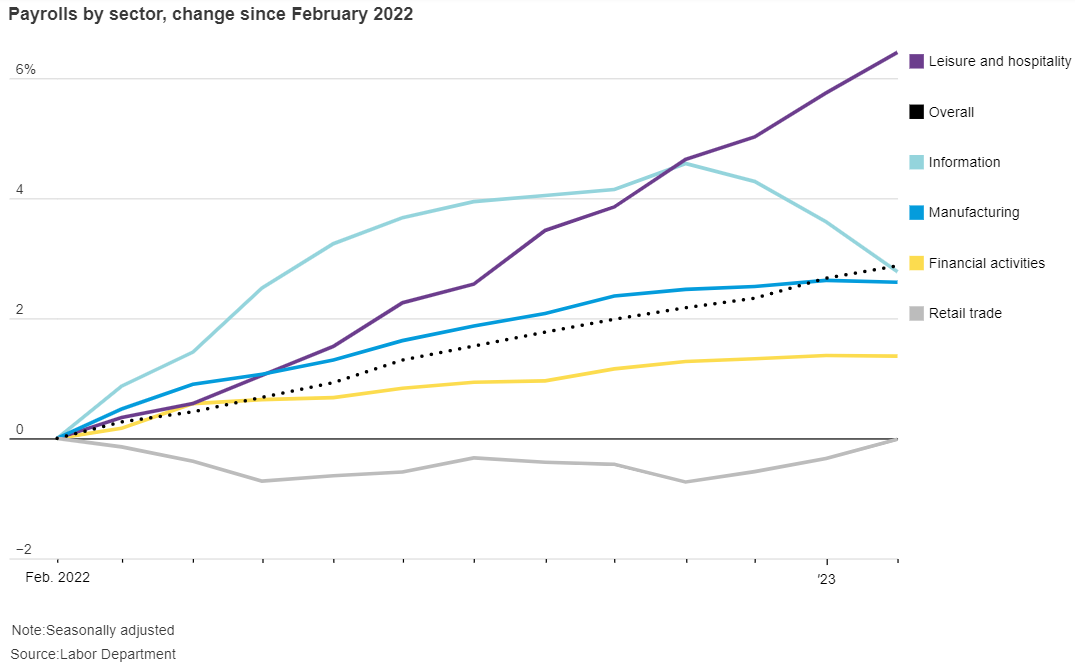 Payrolls by sector, change since February 2022
6%
4
2
0
−2
Leisure and hospitality
Overall
Information
Manufacturing
Financial activities
Retail trade
Feb. 2022
'23
Note:Seasonally adjusted
Source:Labor Department